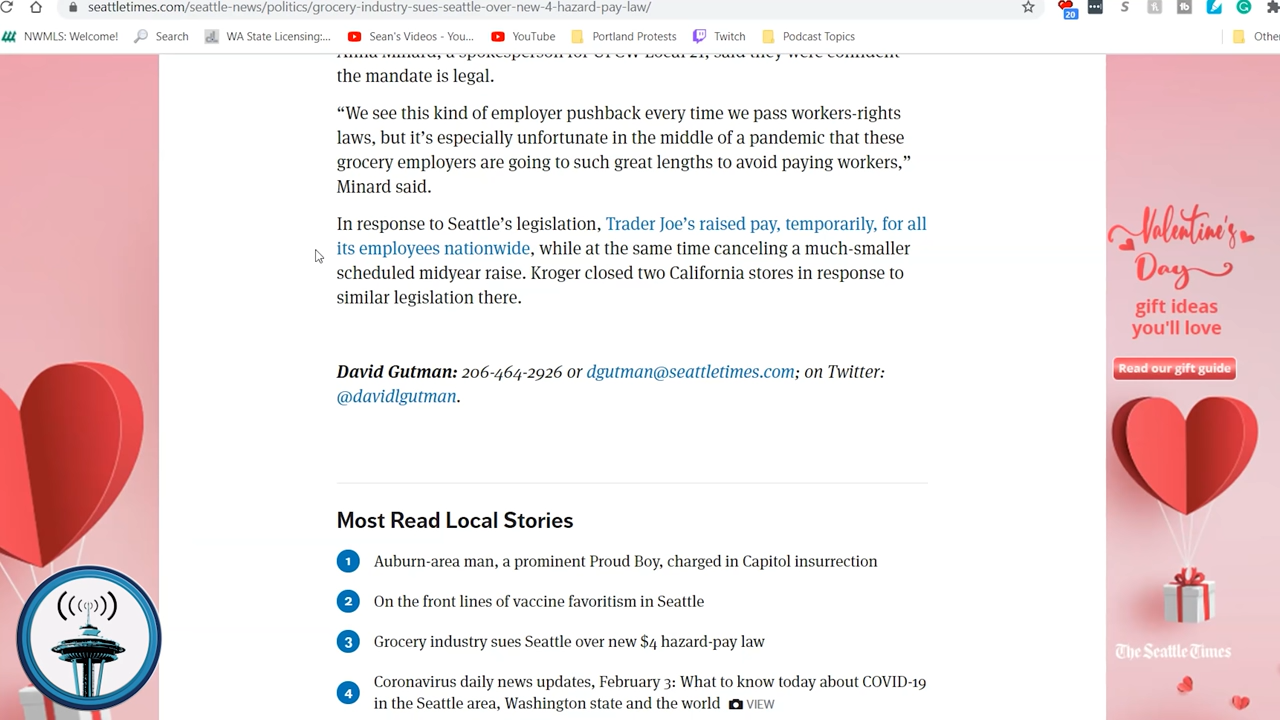 seattletimes.com/seattle-news/politics/grocery-industry-sues-seattle-over-new-4-hazard-pay-law/
20
NWMLS: Welcome!
Search
WA State Licensing:...
Sean's Videos - You...
YouTube
Portland Protests
Twitch
Podcast Topics
Other
Anna Minard, a spokesperson for UFCW Local 21, said they were confident
the mandate is legal.
“We see this kind of employer pushback every time we pass workers-rights
laws, but it’s especially unfortunate in the middle of a pandemic that these
grocery employers are going to such great lengths to avoid paying workers,”
Minard said.
In response to Seattle’s legislation, Trader Joe’s raised pay, temporarily, for all
its employees nationwide, while at the same time canceling a much-smaller
scheduled midyear raise. Kroger closed two California stores in response to
similar legislation there.
David Gutman: 206-464-2926 or dgutman@seattletimes.com; on Twitter:
@davidlgutman.
Most Read Local Stories
1 Auburn-area man, a prominent Proud Boy, charged in Capitol insurrection
2 On the front lines of vaccine favoritism in Seattle
3 Grocery industry sues Seattle over new $4 hazard-pay law
4 Coronavirus daily news updates, February 3: What to know today about COVID-19
in the Seattle area, Washington state and the world VIEW
Valentine's
Day
gift ideas
you'll love
Read our gift guide
The Seattle Times